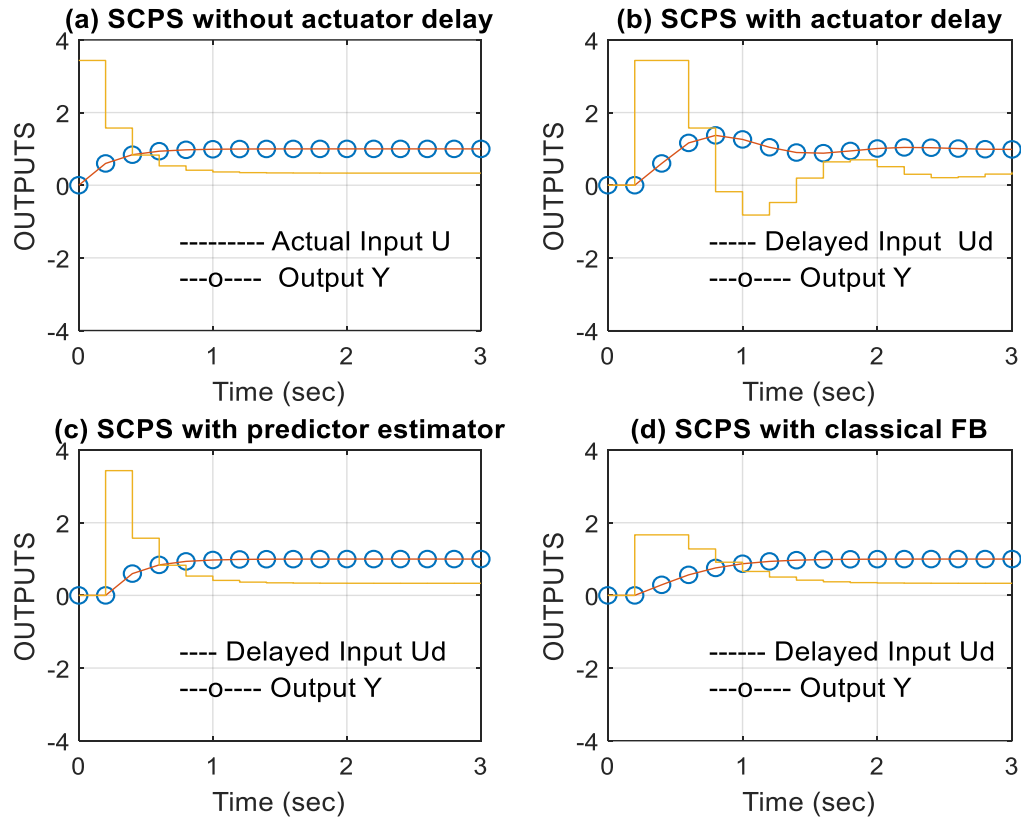 (a) SCPS without actuator delay
4
2
0
-2
-4
OUTPUTS
---------- Actual Input U
---o---- Output Y
0 1 2 3
Time (sec)
(b) SCPS with actuator delay
4
2
0
-2
-4
OUTPUTS
----- Delayed Input Ud
---o---- Output Y
0 1 2 3
Time (sec)
(c) SCPS with predictor estimator
4
2
0
-2
-4
OUTPUTS
---- Delayed Input Ud
---o---- Output Y
0 1 2 3
Time (sec)
(d) SCPS with classical FB
4
2
0
-2
-4
OUTPUTS
------ Delayed Input Ud
---o---- Output Y
0 1 2 3
Time (sec)